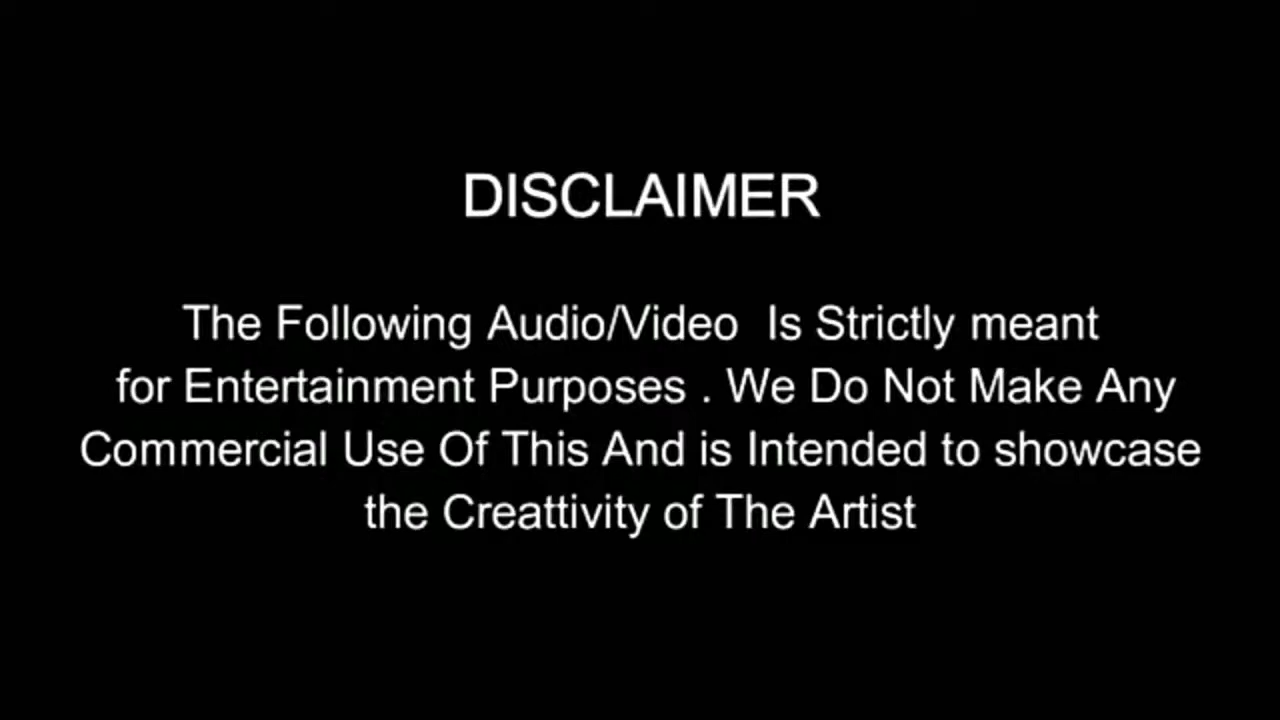 DISCLAIMER
The Following Audio/Video  Is Strictly meant
for Entertainment Purposes . We Do Not Make Any
Commercial Use Of This And is Intended to showcase
the Creattivity of The Artist